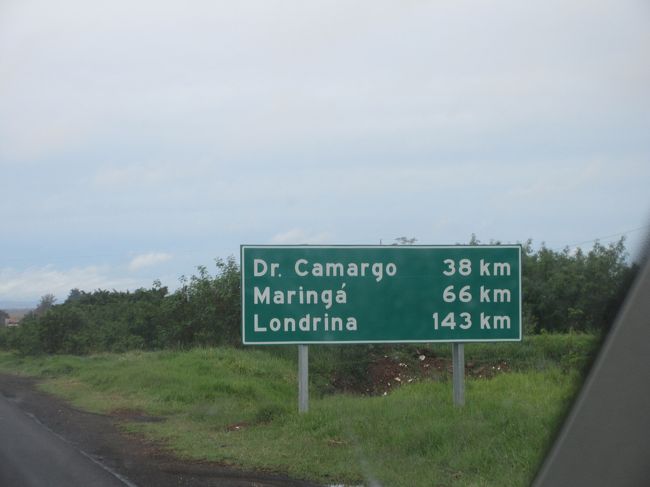 Dr. Camargo 38 km
Maringá 66 km
Londrina 143 km